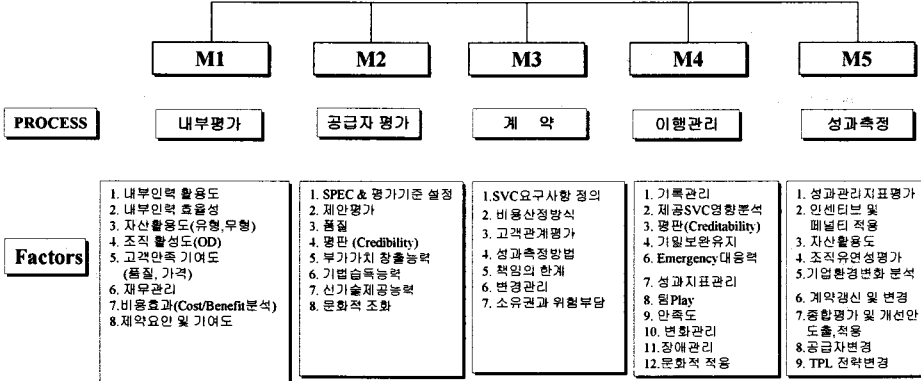 M1
M2
M3
M4
M5
PROCESS
내부평가
공급자 평가
계 약
이행관리
성과측정
Factors
1. 내부인력 활용도
2. 내부인력 효율성
3. 자산활용도(유형,무형)
4. 조직 활성도(OD)
5. 고객만족 기여도
(품질, 가격)
6. 재무관리
7.비용효과(Cost/Benefit분석)
8.제약요안 및 기여도
1. SPEC & 평가기준 설정
2. 제안평가
3. 품질
4. 평판 (Credibility)
5. 부가가치 창출능력
6. 기법습득능력
7. 신기술제공능력
8. 문화적 조화
1.SVC요구사항 정의
2. 비용산정방식
3. 고객관계평가
4. 성과측정방법
5. 책임의 한계
6. 변경관리
7. 소유권과 위험부담
1. 기록관리
2. 제공SVC영향분석
3. 평판(Creditability)
4. 기밀보완유지
6. Emergency대응력
7. 성과지표관리
8. 팀Play
9. 만족도
10. 변화관리
11.장애관리
12.문화적 적용
1. 성과관리지표평가
2. 인센티브 및
페널티 적용
3. 자산활용도
4. 조직유연성평가
5.기업환경변화 분석
6. 계약갱신 및 변경
7.종합평가 및 개선안
도출,적용
8.공급자변경
9. TPL 전략변경